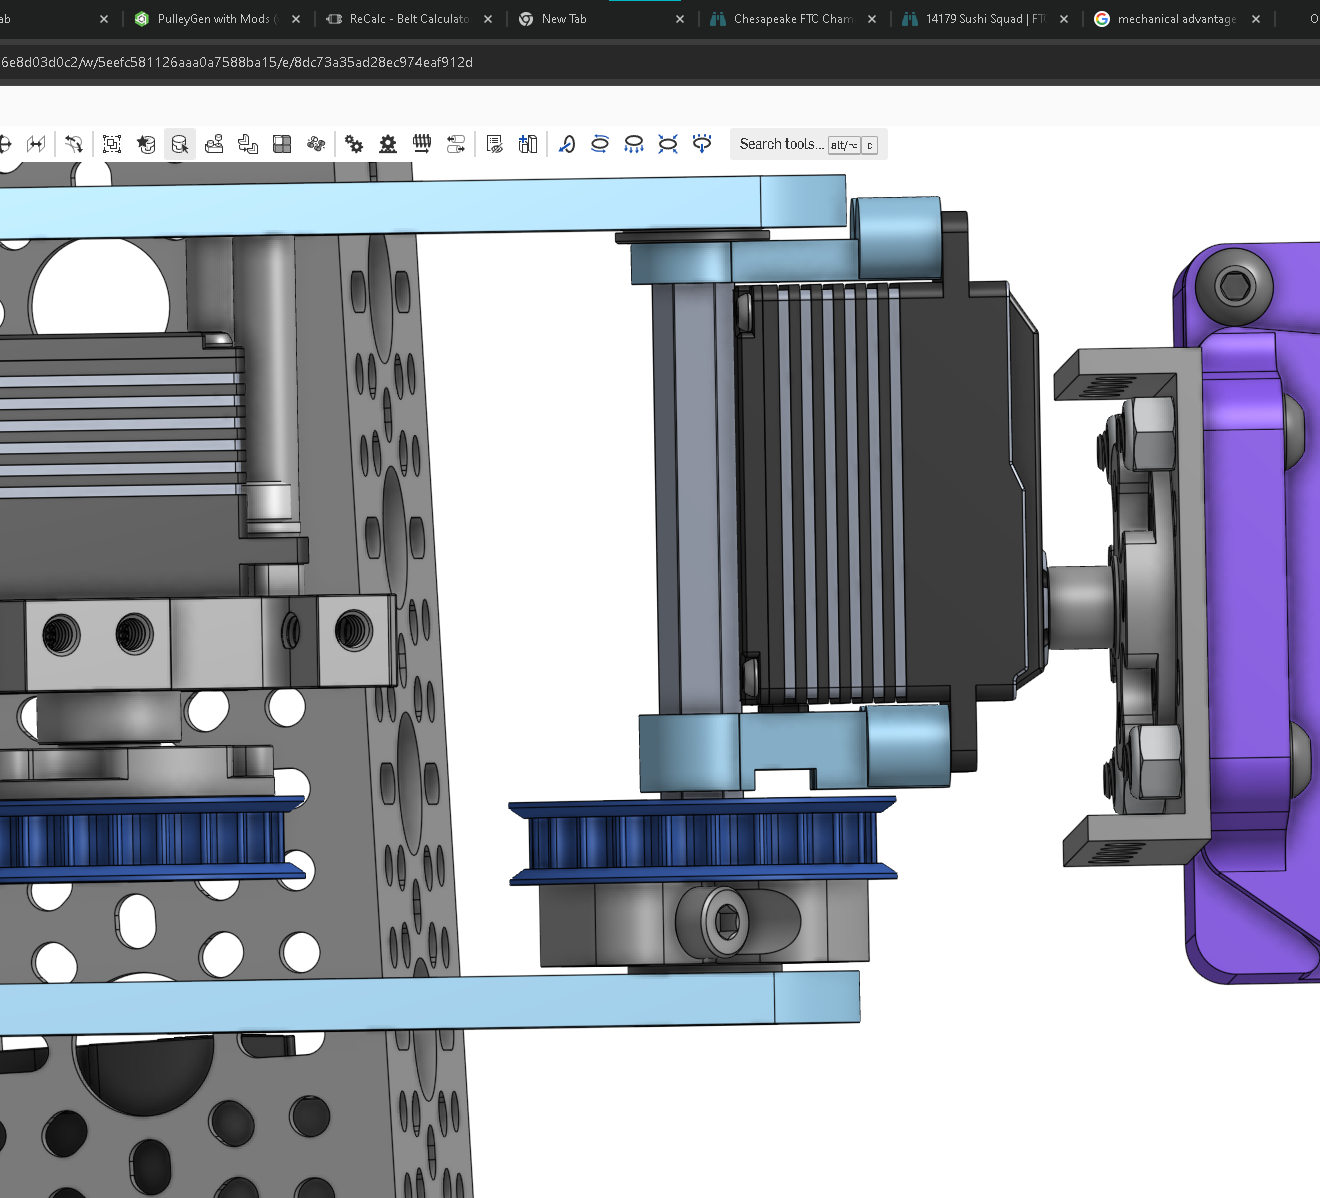 ab
PulleyGen with Mods
ReCalc - Belt Calculato
New Tab
Chesapeake FTC Cham
14179 Sushi Squad | FT
mechanical advantage
6e8d03d0c2/w/5eefc581126aaa0a7588ba15/e/8dc73a35ad28ec974eaf912d
Search tools... alt/⌥ c